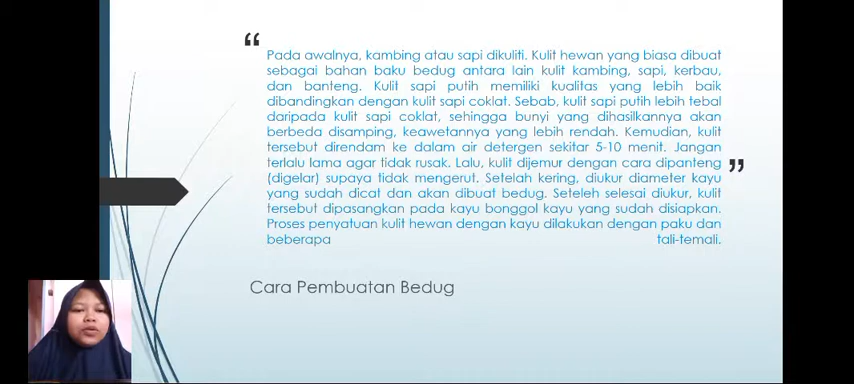 “
Pada awalnya, kambing atau sapi dikuliti. Kulit hewan yang biasa dibuat
sebagai bahan baku bedug antara lain kulit kambing, sapi, kerbau,
dan banteng. Kulit sapi putih memiliki kualitas yang lebih baik
dibandingkan dengan kulit sapi coklat. Sebab, kulit sapi putih lebih tebal
daripada kulit sapi coklat, sehingga bunyi yang dihasilkannya akan
berbeda disamping, keawetannya yang lebih rendah. Kemudian, kulit
tersebut direndam ke dalam air detergen sekitar 5-10 menit. Jangan
terlalu lama agar tidak rusak. Lalu, kulit dijemur dengan cara dipanteng
(digelar) supaya tidak mengerut. Setelah kering, diukur diameter kayu
yang sudah dicat dan akan dibuat bedug. Seteleh selesai diukur, kulit
tersebut dipasangkan pada kayu bonggol kayu yang sudah disiapkan.
Proses penyatuan kulit hewan dengan kayu dilakukan dengan paku dan
beberapa tali-temali.
”
Cara Pembuatan Bedug